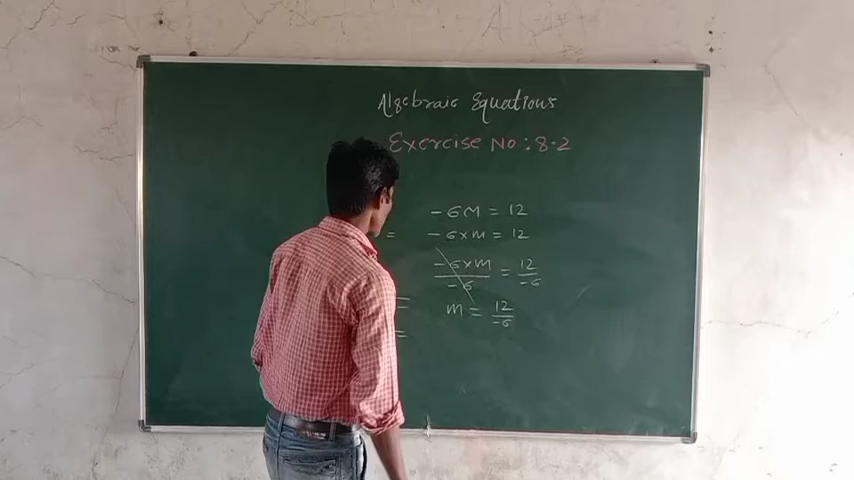 Algebraic Equations
Exercise No: 8.2
-6M = 12
= -6×M = 12
-6×M / -6 = 12 / -6
= M = 12 / -6
=